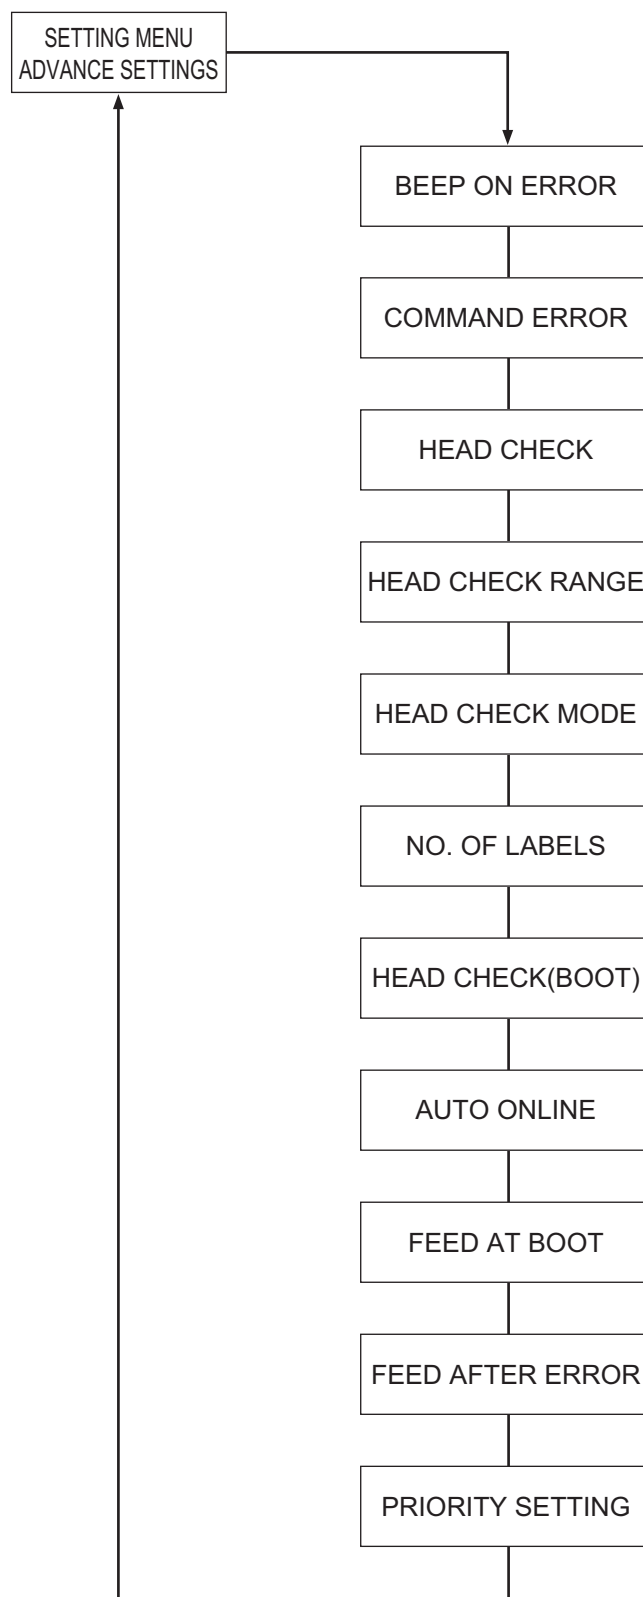 SETTING MENU
ADVANCE SETTINGS
BEEP ON ERROR
COMMAND ERROR
HEAD CHECK
HEAD CHECK RANGE
HEAD CHECK MODE
NO. OF LABELS
HEAD CHECK(BOOT)
AUTO ONLINE
FEED AT BOOT
FEED AFTER ERROR
PRIORITY SETTING